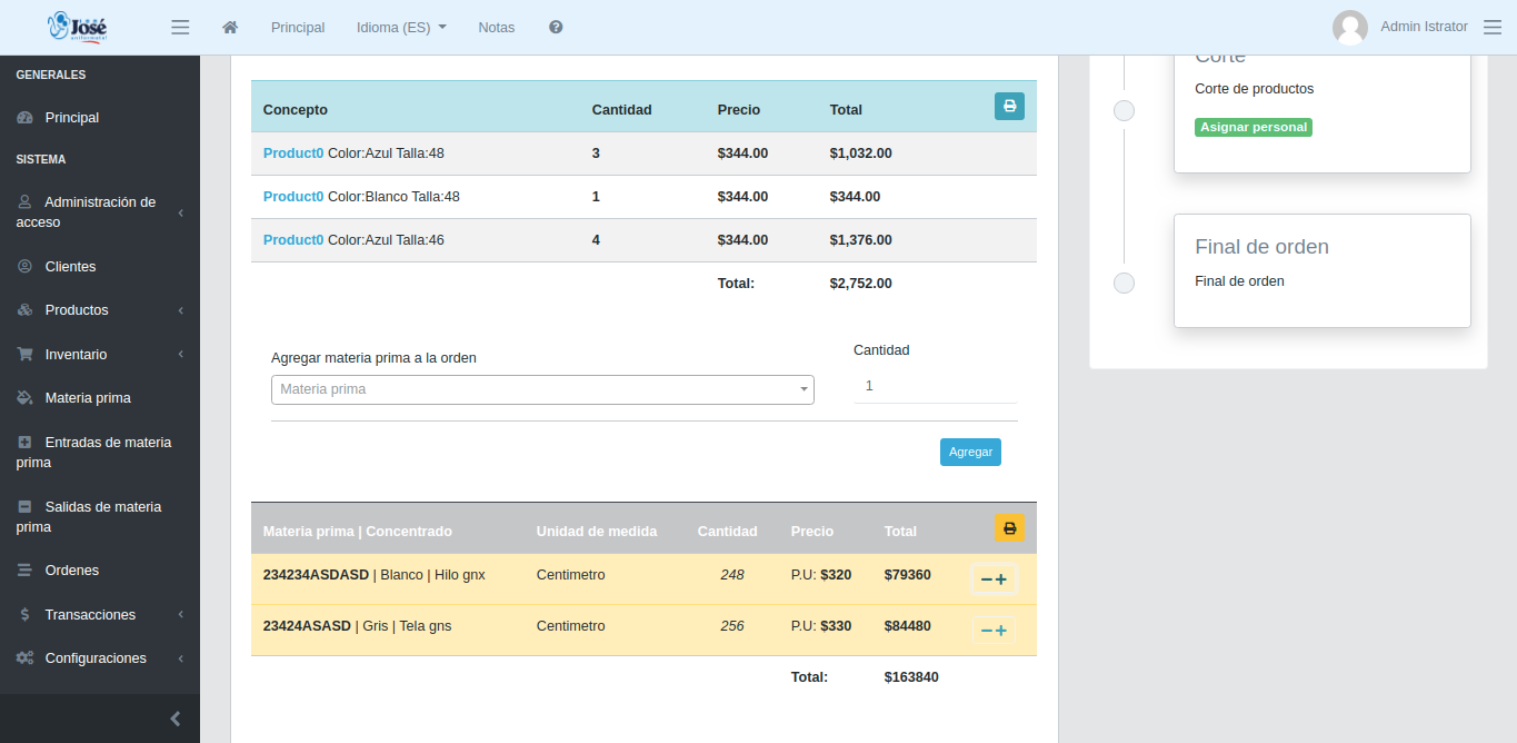 José
Principal
Idioma (ES)
Notas
Admin Istrator
GENERALES
Principal
SISTEMA
Administración de
acceso
Clientes
Productos
Inventario
Materia prima
Entradas de materia
prima
Salidas de materia
prima
Ordenes
Transacciones
Configuraciones
Concepto Cantidad Precio Total
Product0 Color:Azul Talla:48 3 $344.00 $1,032.00
Product0 Color:Blanco Talla:48 1 $344.00 $344.00
Product0 Color:Azul Talla:46 4 $344.00 $1,376.00
Total: $2,752.00
Agregar materia prima a la orden
Cantidad
Materia prima
1
Agregar
Materia prima | Concentrado Unidad de medida Cantidad Precio Total
234234ASDASD | Blanco | Hilo gnx Centimetro 248 P.U: $320 $79360
23424ASASD | Gris | Tela gns Centimetro 256 P.U: $330 $84480
Total: $163840
Corte
Corte de productos
Asignar personal
Final de orden
Final de orden